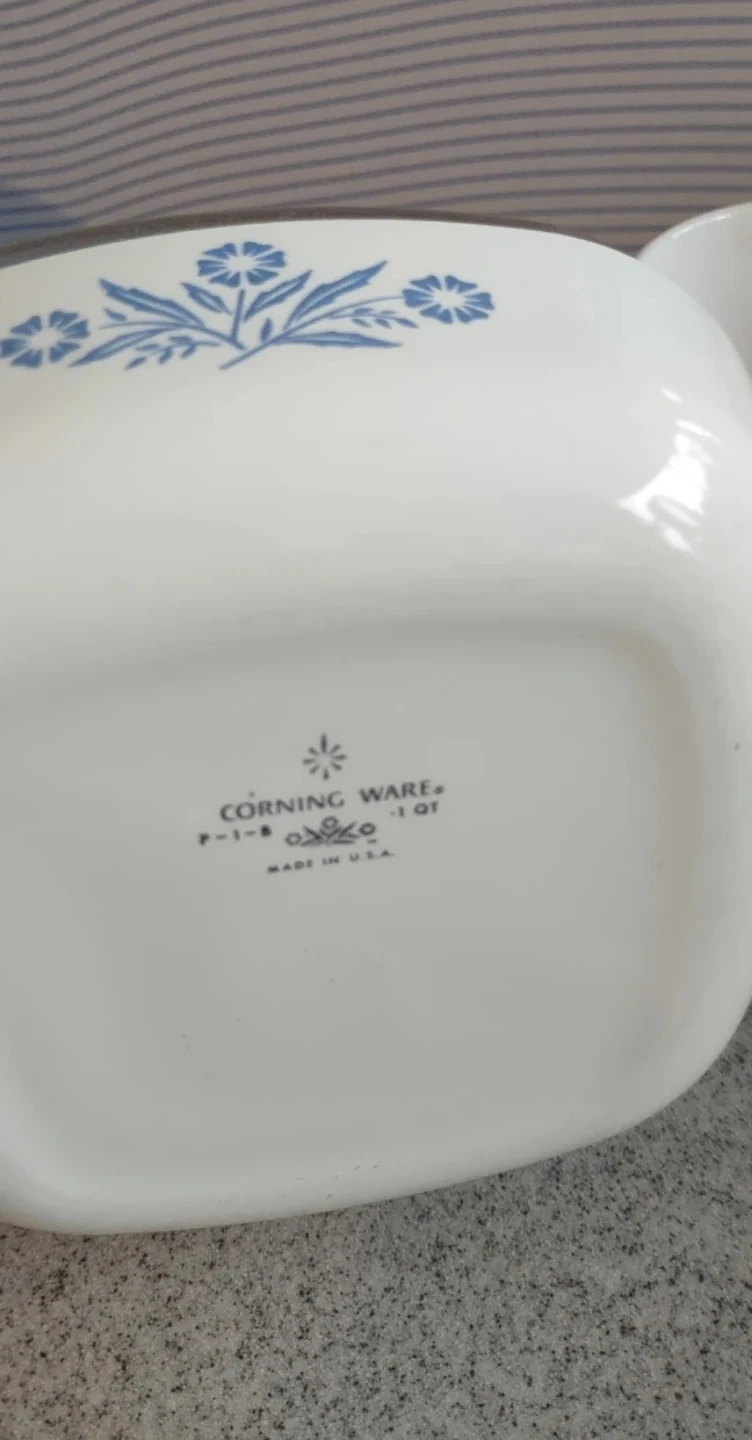 CORNING WARE®
P-1-B ·1 QT
MADE IN U.S.A.